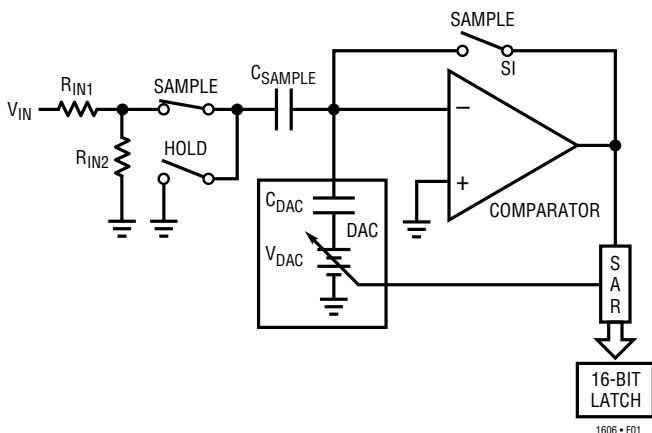 SAMPLE
SI
R_IN1
SAMPLE
C_SAMPLE
V_IN
–
R_IN2
HOLD
+
COMPARATOR
C_DAC
DAC
V_DAC
S
A
R
16-BIT
LATCH
1606 • F01